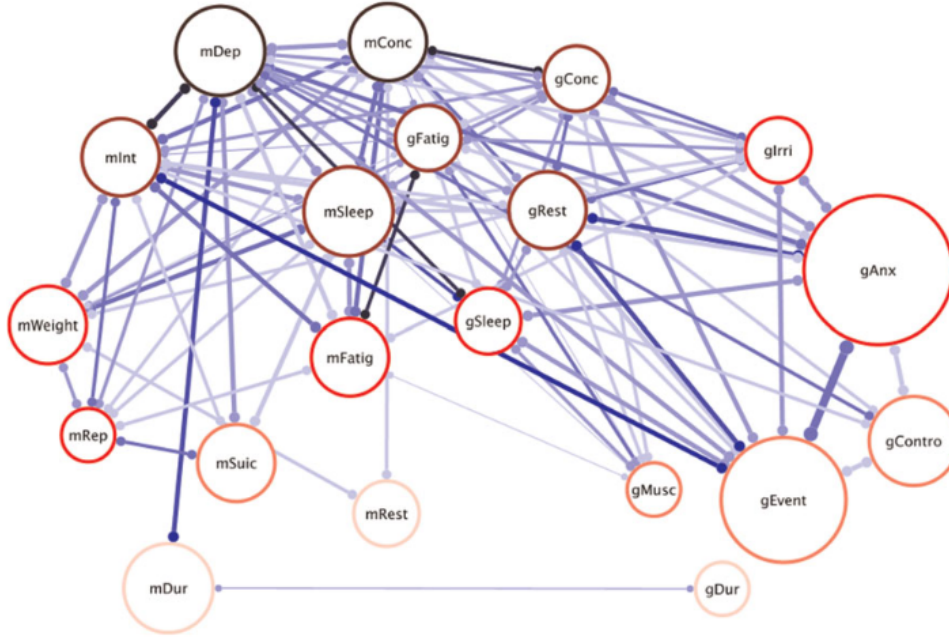 mDep
mConc
gConc
gFatig
gIrri
mInt
mSleep
gRest
gAnx
mWeight
mFatig
gSleep
mRep
mSuic
gContro
gMusc
gEvent
mRest
mDur
gDur